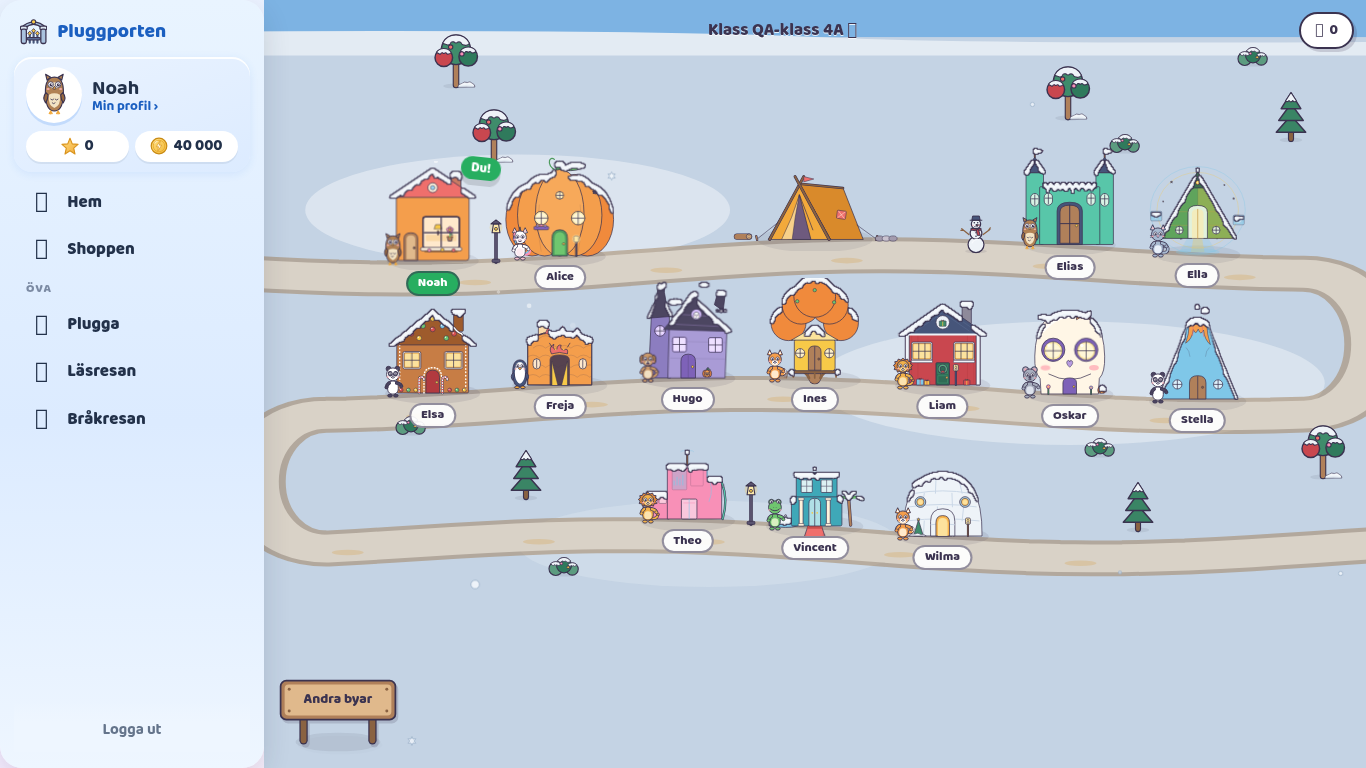 Pluggporten
Noah
Min profil ›
0
40 000
Hem
Shoppen
ÖVA
Plugga
Läsresan
Bråkresan
Logga ut
Klass QA-klass 4A
0
Du!
Noah
Alice
Elias
Ella
Elsa
Freja
Hugo
Ines
Liam
Oskar
Stella
Theo
Vincent
Wilma
Andra byar